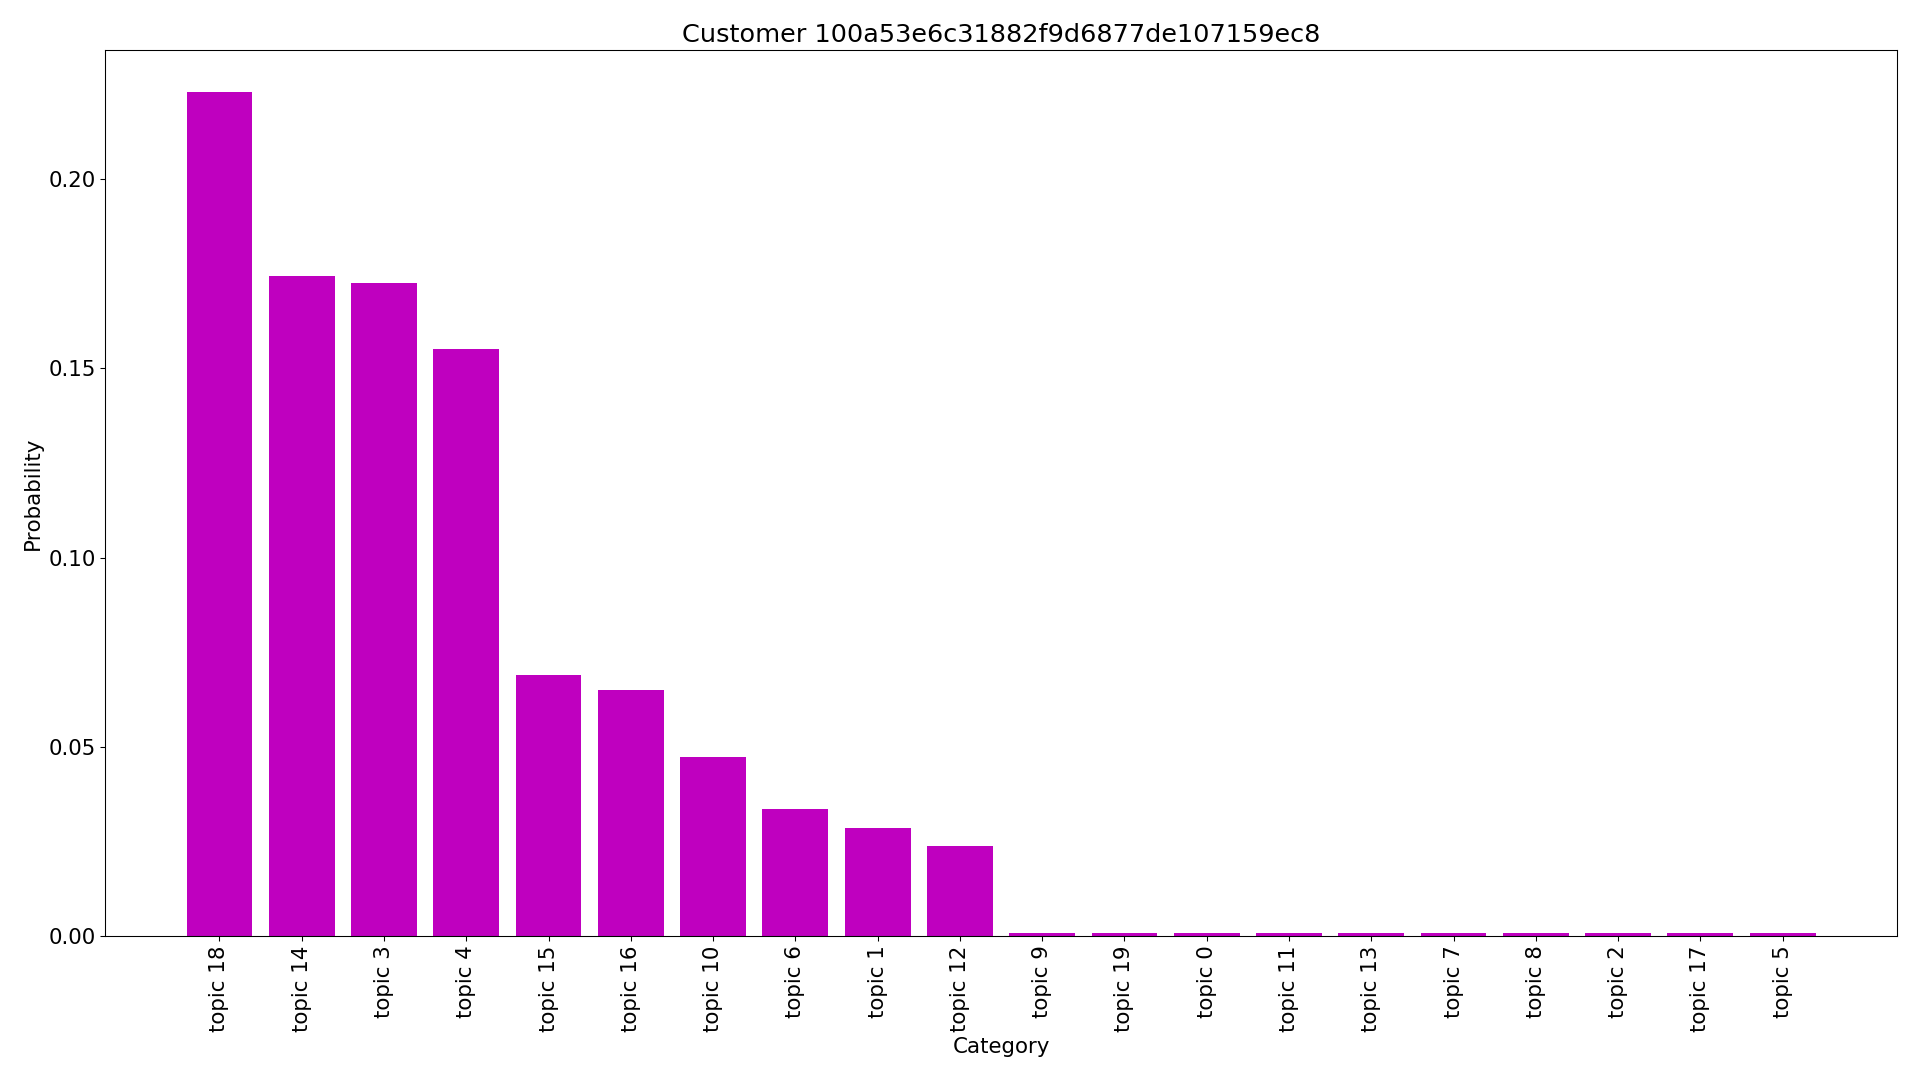 Customer 100a53e6c31882f9d6877de107159ec8
Probability
0.20
0.15
0.10
0.05
0.00
topic 18
topic 14
topic 3
topic 4
topic 15
topic 16
topic 10
topic 6
topic 1
topic 12
topic 9
topic 19
topic 0
topic 11
topic 13
topic 7
topic 8
topic 2
topic 17
topic 5
Category